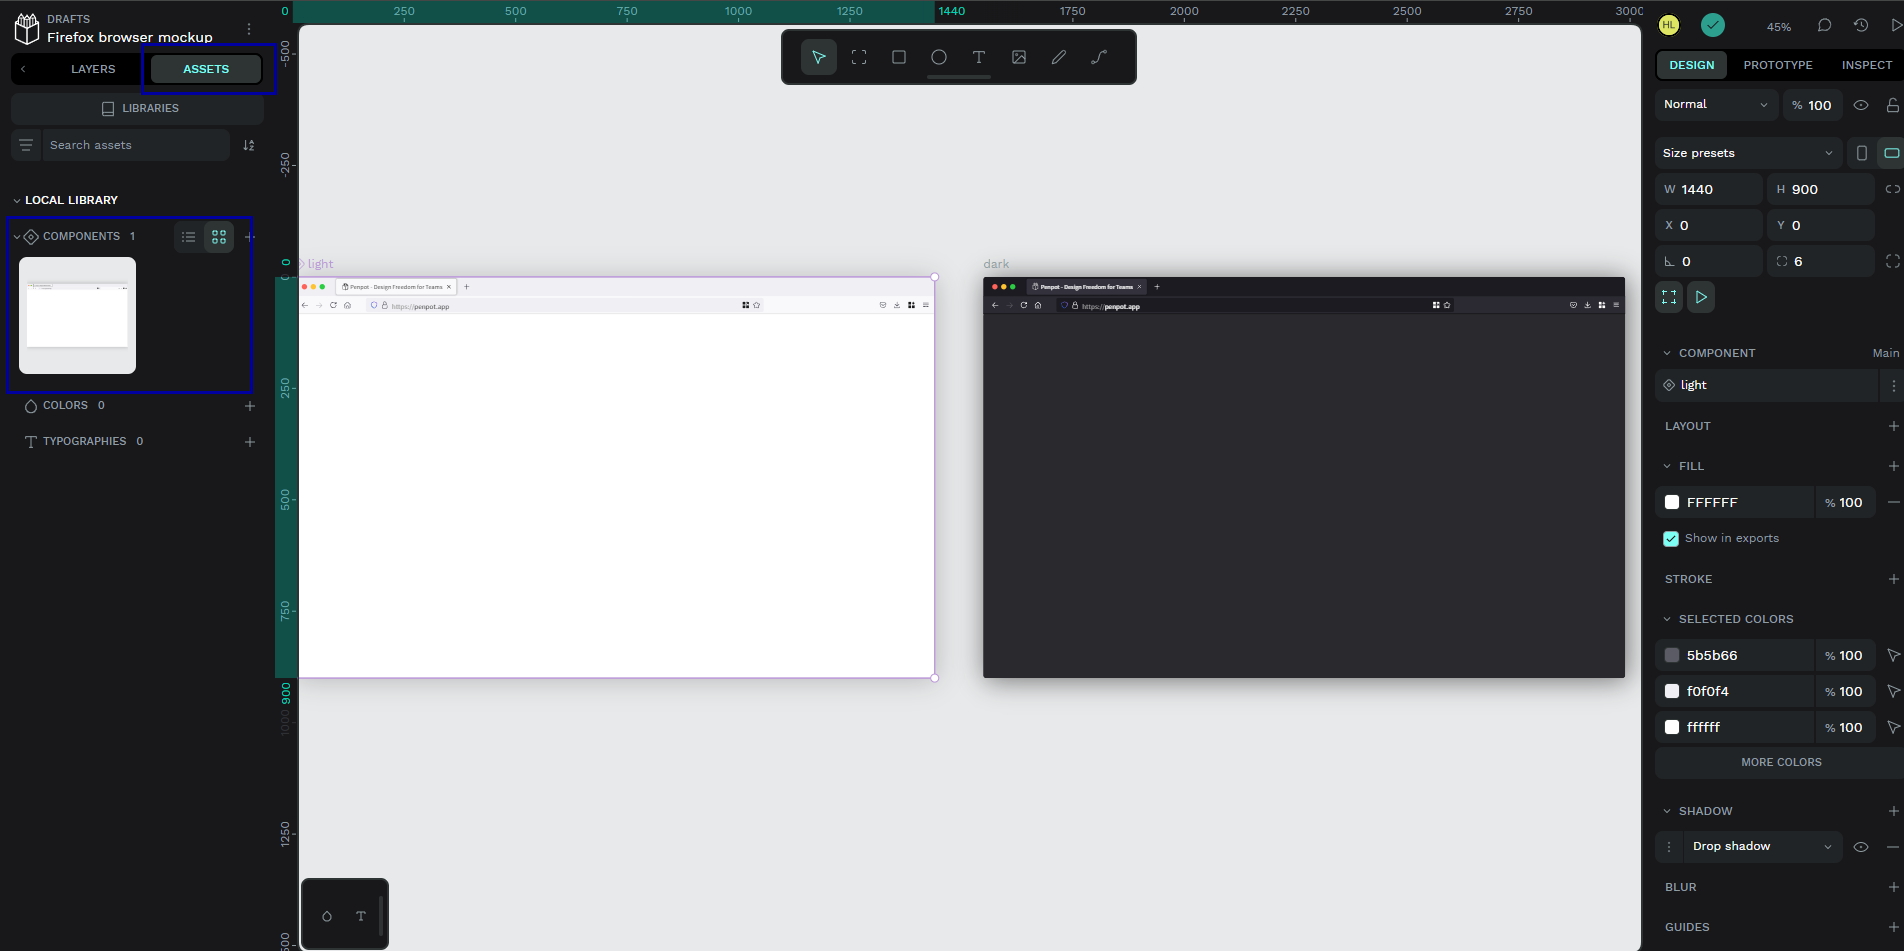 DRAFTS
Firefox browser mockup
LAYERS
ASSETS
LIBRARIES
Search assets
LOCAL LIBRARY
COMPONENTS 1
COLORS 0
TYPOGRAPHIES 0
0 250 500 750 1000 1250 1440 1750 2000 2250 2500 2750 3000
-500
-250
0
250
500
750
900
1000
1250
light
Penpot - Design Freedom for Teams × +
https://penpot.app
dark
Penpot - Design Freedom for Teams × +
https://penpot.app
HL
45%
DESIGN
PROTOTYPE
INSPECT
Normal
% 100
Size presets
W 1440
H 900
X 0
Y 0
0
6
COMPONENT
Main
light
LAYOUT
FILL
FFFFFF % 100
Show in exports
STROKE
SELECTED COLORS
5b5b66 % 100
f0f0f4 % 100
ffffff % 100
MORE COLORS
SHADOW
Drop shadow
BLUR
GUIDES